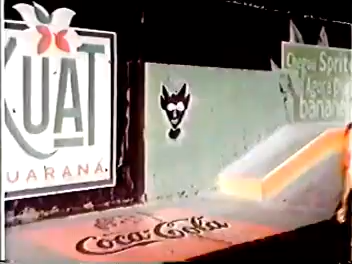 KUAT
GUARANÁ
Chegou Sprite
Agora
banana
Coca-Cola